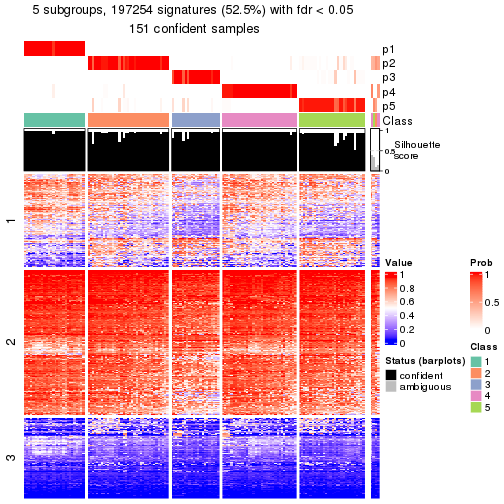 5 subgroups, 197254 signatures (52.5%) with fdr < 0.05
151 confident samples
p1
p2
p3
p4
p5
Class
1
0.5
0
Silhouette
score
1
2
3
Value
1
0.8
0.6
0.4
0.2
0
Status (barplots)
confident
ambiguous
Prob
1
0.5
0
Class
1
2
3
4
5